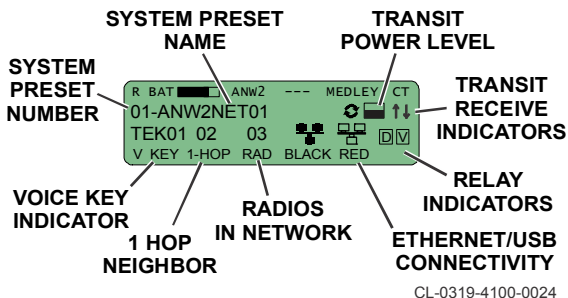 SYSTEM PRESET
NAME
TRANSIT
POWER LEVEL
SYSTEM
PRESET
NUMBER
R BAT ANW2 --- MEDLEY CT
01-ANW2NET01
TEK01 02 03
D V
V KEY 1-HOP RAD BLACK RED
TRANSIT
RECEIVE
INDICATORS
VOICE KEY
INDICATOR
1 HOP
NEIGHBOR
RADIOS
IN NETWORK
RELAY
INDICATORS
ETHERNET/USB
CONNECTIVITY
CL-0319-4100-0024